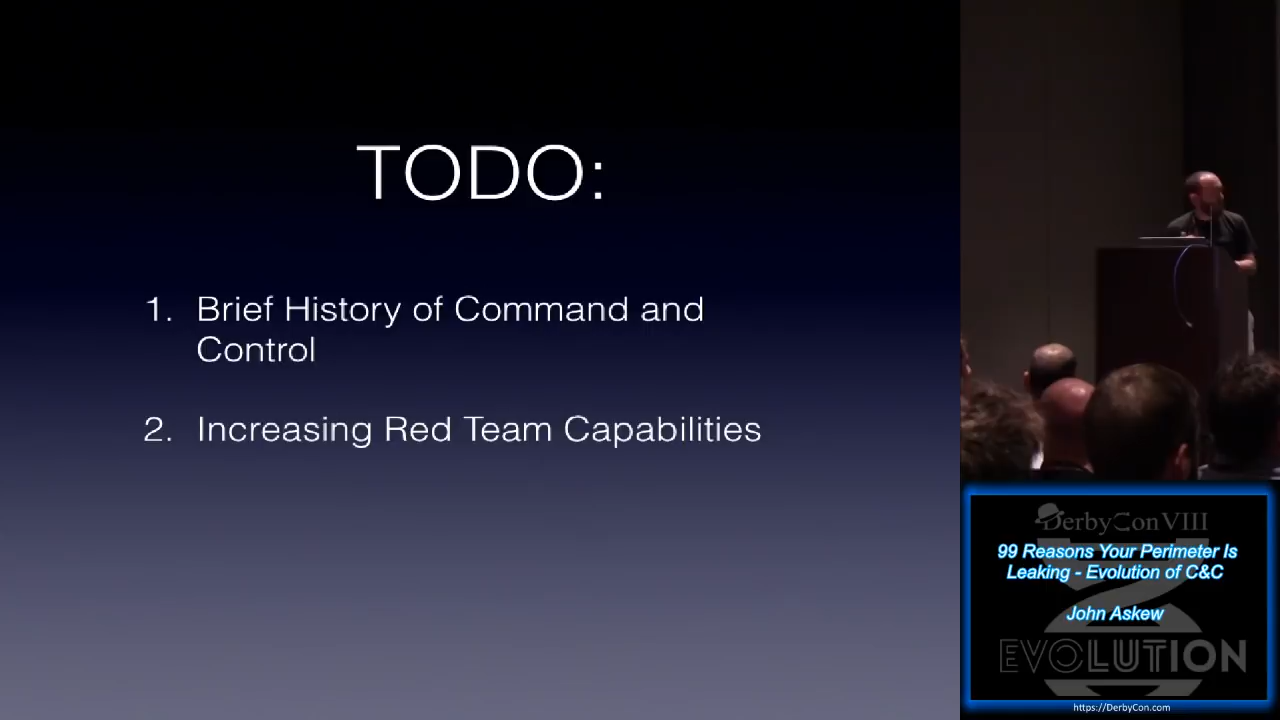 TODO:
1. Brief History of Command and
Control
2. Increasing Red Team Capabilities
DerbyCon VIII
99 Reasons Your Perimeter Is
Leaking - Evolution of C&C
John Askew
EVOLUTION
https://DerbyCon.com